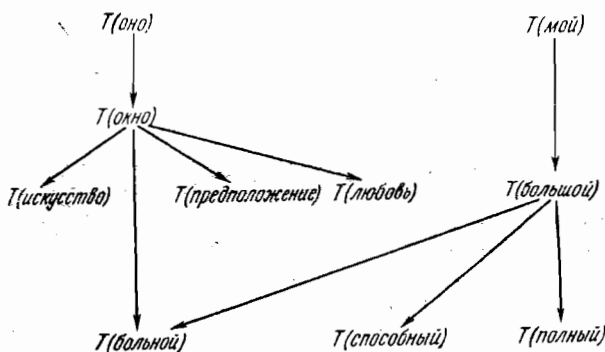 T(оно) T(мой)
T(окно)
T(искусство) T(предположение) T(любовь) T(большой)
T(больной) T(способный) T(полный)